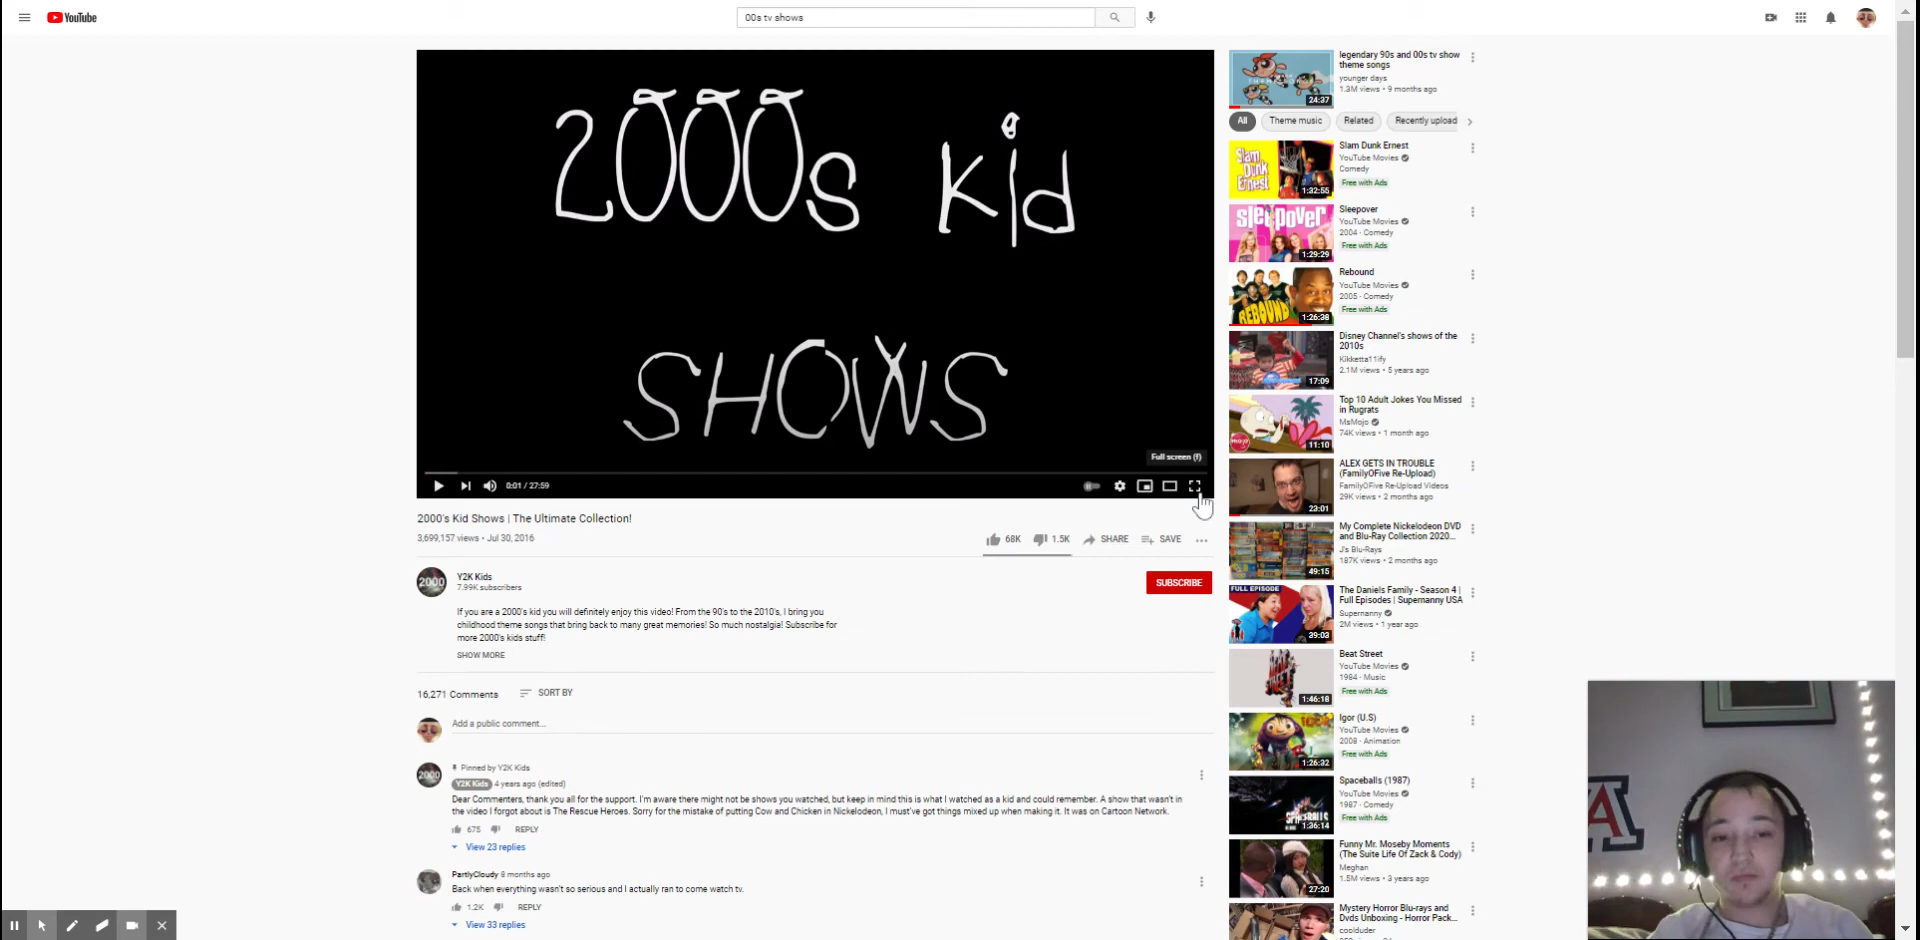 YouTube
00s tv shows
2000s kid
SHOWS
Full screen (f)
0:01 / 27:59
2000's Kid Shows | The Ultimate Collection!
3,699,157 views • Jul 30, 2016
68K
1.5K
SHARE
SAVE
2000
Y2K Kids
7.99K subscribers
SUBSCRIBE
If you are a 2000's kid you will definitely enjoy this video! From the 90's to the 2010's, I bring you
childhood theme songs that bring back to many great memories! So much nostalgia! Subscribe for
more 2000's kids stuff!
SHOW MORE
16,271 Comments
SORT BY
Add a public comment...
2000
Pinned by Y2K Kids
Y2K Kids 4 years ago (edited)
Dear Commenters, thank you all for the support. I'm aware there might not be shows you watched, but keep in mind this is what I watched as a kid and could remember. A show that wasn't in
the video I forgot about is The Rescue Heroes. Sorry for the mistake of putting Cow and Chicken in Nickelodeon, I must've got things mixed up when making it. It was on Cartoon Network.
675
REPLY
View 23 replies
PartlyCloudy 8 months ago
Back when everything wasn't so serious and I actually ran to come watch tv.
1.2K
REPLY
View 33 replies
24:37
legendary 90s and 00s tv show
theme songs
younger days
1.3M views • 9 months ago
All
Theme music
Related
Recently upload
Slam
Dunk
Ernest
1:32:55
Slam Dunk Ernest
YouTube Movies
Comedy
Free with Ads
sleepover
1:29:29
Sleepover
YouTube Movies
2004 • Comedy
Free with Ads
REBOUND
1:26:38
Rebound
YouTube Movies
2005 • Comedy
Free with Ads
17:09
Disney Channel's shows of the
2010s
Kikketta11ify
2.1M views • 5 years ago
mojo
11:10
Top 10 Adult Jokes You Missed
in Rugrats
MsMojo
74K views • 1 month ago
23:01
ALEX GETS IN TROUBLE
(FamilyOFive Re-Upload)
FamilyOFive Re-Upload Videos
29K views • 2 months ago
49:15
My Complete Nickelodeon DVD
and Blu-Ray Collection 2020...
J's Blu-Rays
187K views • 2 months ago
FULL EPISODE
39:03
The Daniels Family - Season 4 |
Full Episodes | Supernanny USA
Supernanny
2M views • 1 year ago
1:46:18
Beat Street
YouTube Movies
1984 • Music
Free with Ads
IGOR
1:26:32
Igor (U.S)
YouTube Movies
2008 • Animation
Free with Ads
SPACEBALLS
1:36:14
Spaceballs (1987)
YouTube Movies
1987 • Comedy
Free with Ads
27:20
Funny Mr. Moseby Moments
(The Suite Life Of Zack & Cody)
Meghan
1.5M views • 3 years ago
Mystery Horror Blu-rays and
Dvds Unboxing - Horror Pack...
coolduder
A